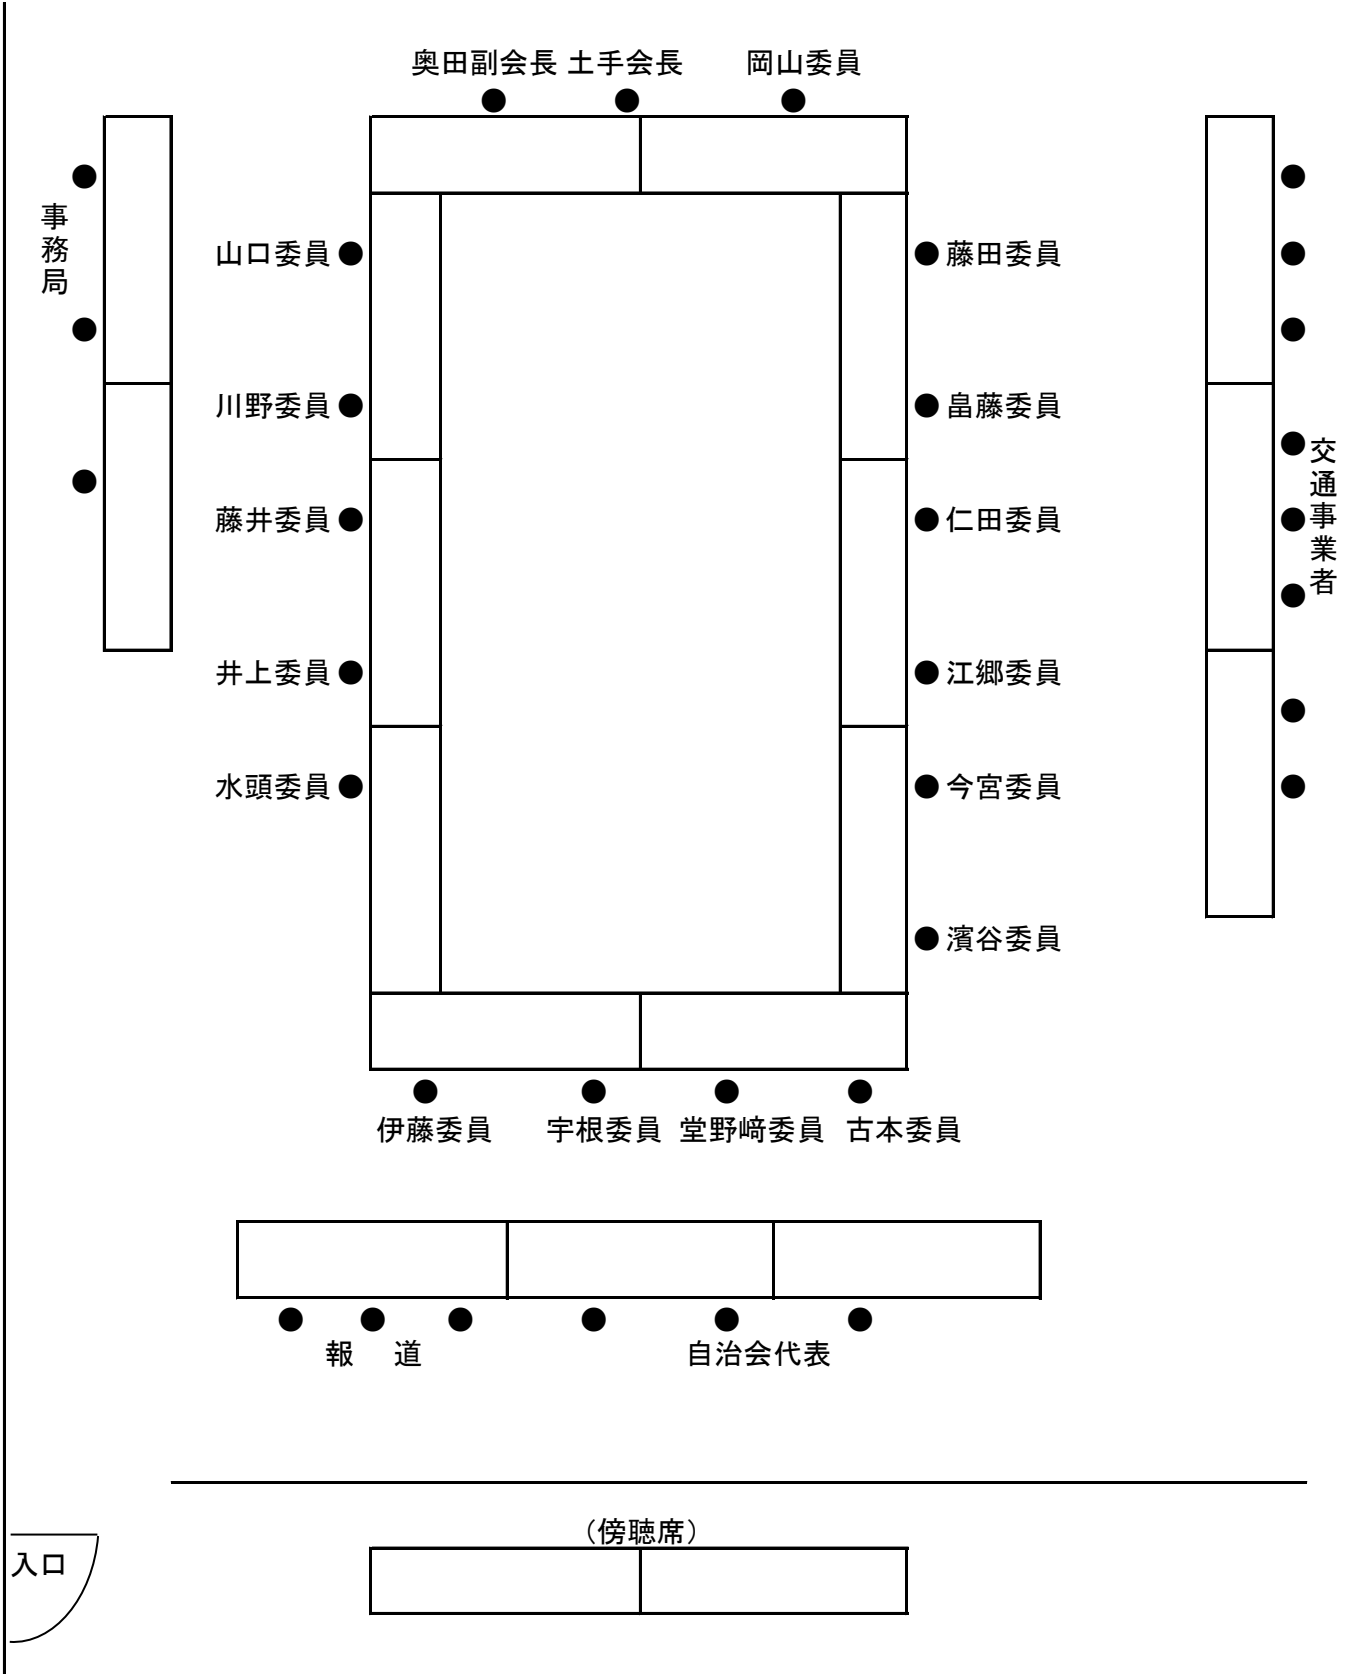 奥田副会長 土手会長 岡山委員
事務局
山口委員
藤田委員
川野委員
畠藤委員
藤井委員
仁田委員
交通事業者
井上委員
江郷委員
水頭委員
今宮委員
濱谷委員
伊藤委員 宇根委員 堂野﨑委員 古本委員
報 道
自治会代表
（傍聴席）
入口